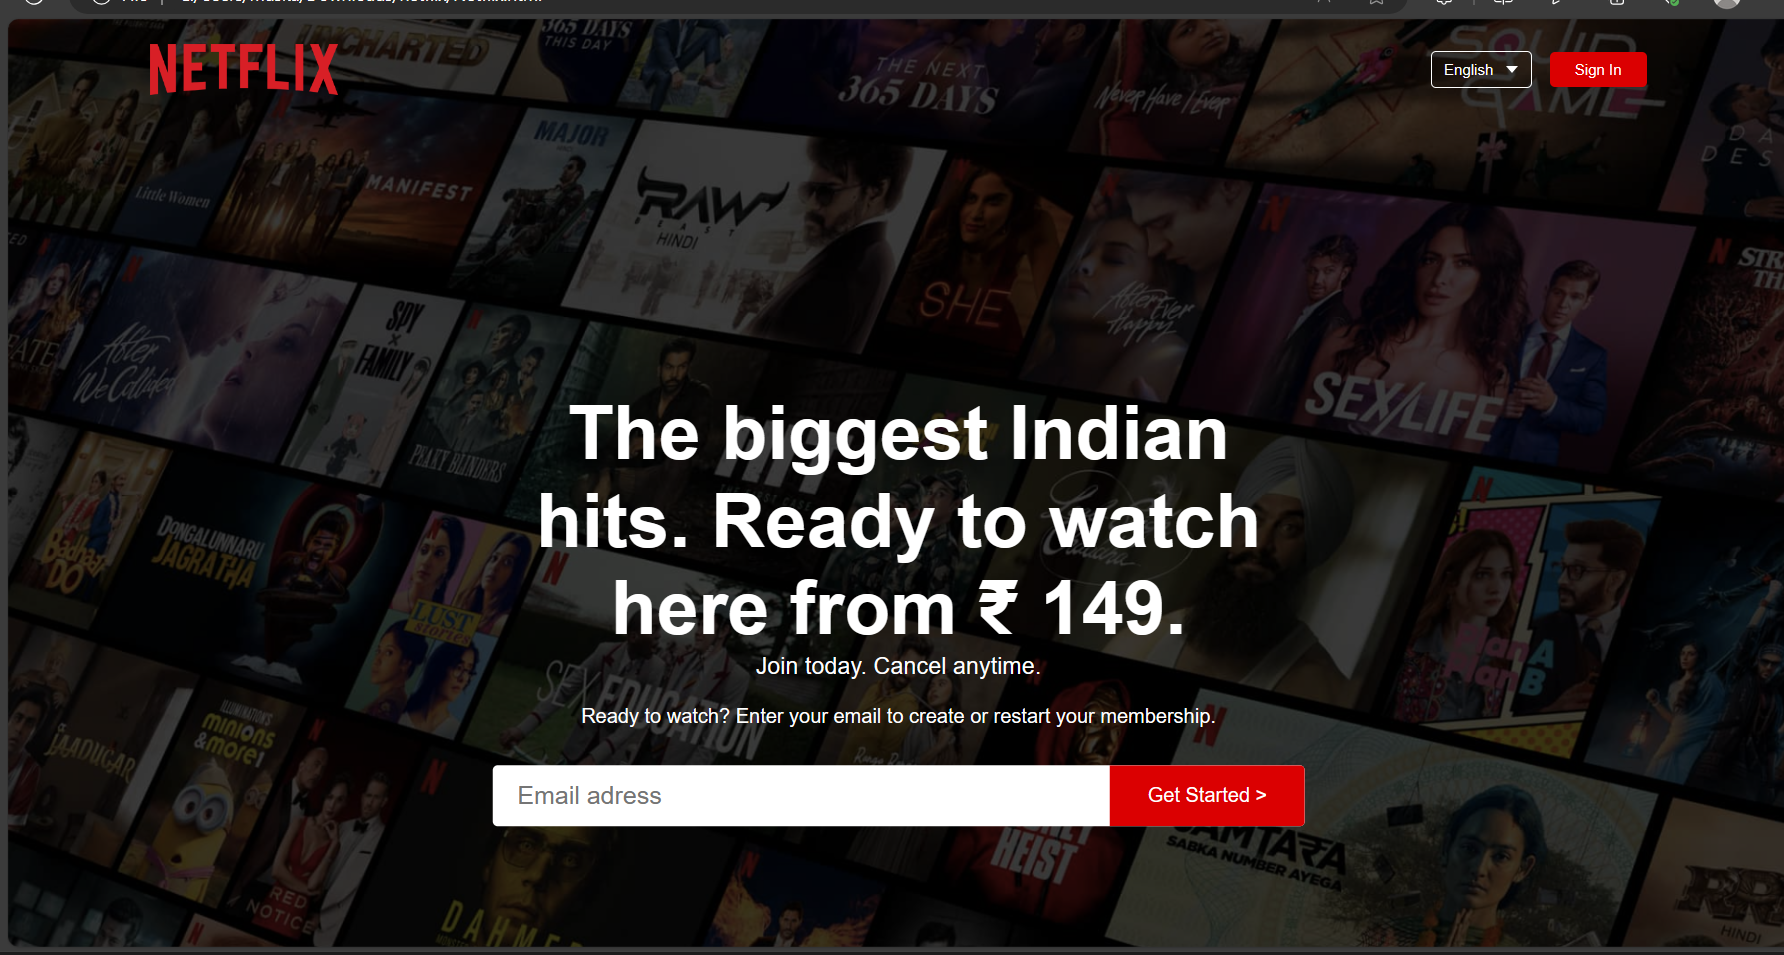 NETFLIX
English
Sign In
UNCHARTED
365 DAYS
THIS DAY
THE NEXT
365 DAYS
Never Have I Ever
SQUID
GAME
Little Women
MANIFEST
MAJOR
RAW
BEAST
HINDI
SHE
After Ever Happy
SEX/LIFE
After
We Collided
SPY
x
FAMILY
PEAKY BLINDERS
The biggest Indian
hits. Ready to watch
here from ₹ 149.
Join today. Cancel anytime.
Ready to watch? Enter your email to create or restart your membership.
Email adress
Get Started >
Badhaai
DO
DONGALUNNARU
JAGRATHA
LUST
stories
SEX EDUCATION
ILLUMINATION'S
minions
&more!
RED
NOTICE
DAHMER
HEIST
JAMTARA
SABKA NUMBER AYEGA
RRR
HINDI